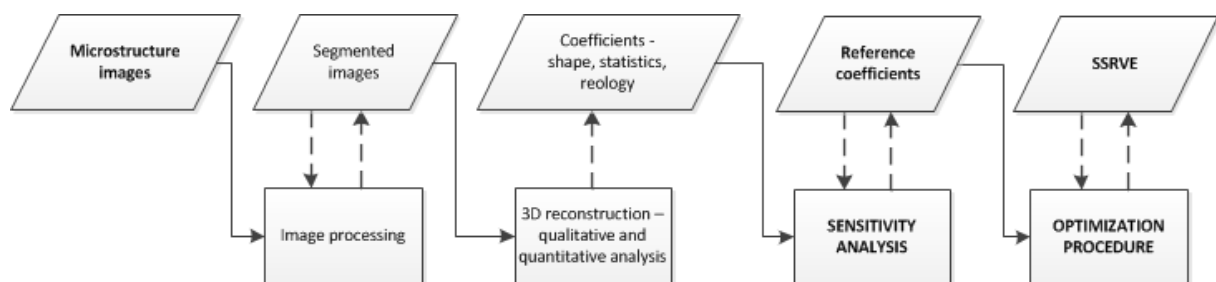 Microstructure
images
Segmented
images
Coefficients -
shape, statistics,
reology
Reference
coefficients
SSRVE
Image processing
3D reconstruction –
qualitative and
quantitative analysis
SENSITIVITY
ANALYSIS
OPTIMIZATION
PROCEDURE